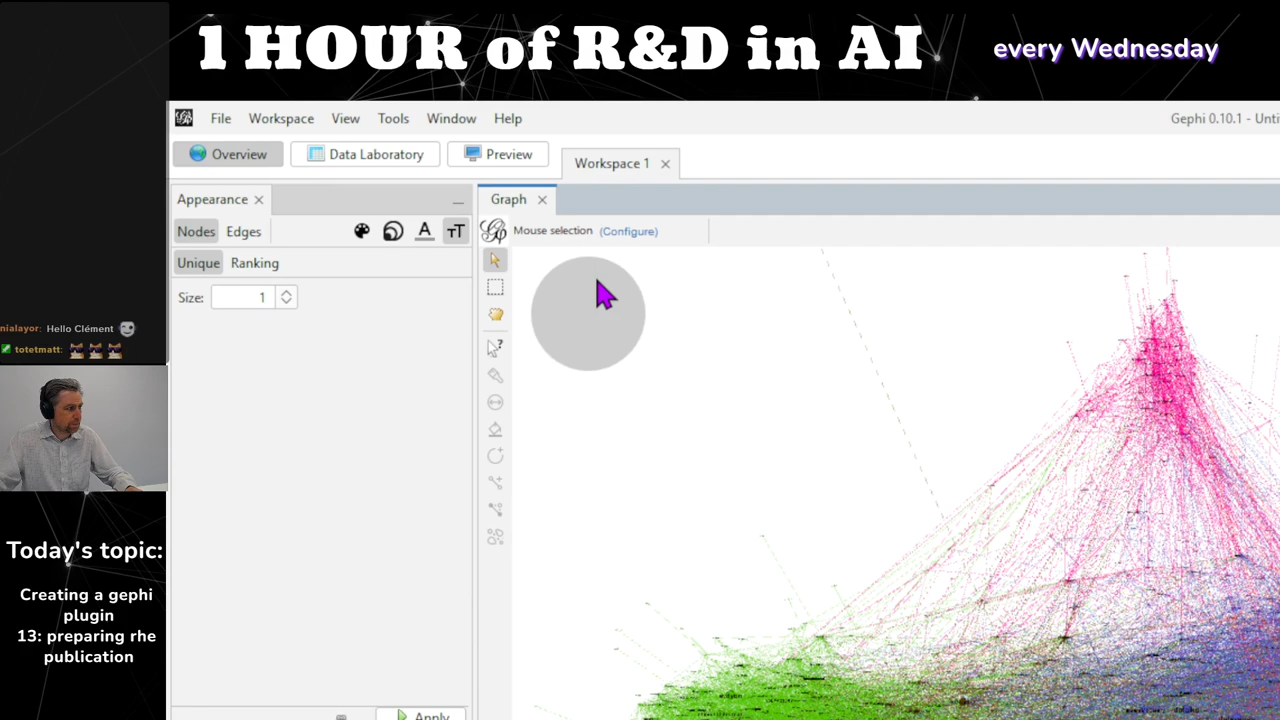 1 HOUR of R&D in AI
every Wednesday
File Workspace View Tools Window Help
Gephi 0.10.1 - Unti
Overview Data Laboratory Preview Workspace 1
Appearance
Graph
Nodes Edges
Mouse selection (Configure)
Unique Ranking
Size: 1
nialayor: Hello Clément
totetmatt:
Today's topic:
Creating a gephi
plugin
13: preparing rhe
publication
Apply